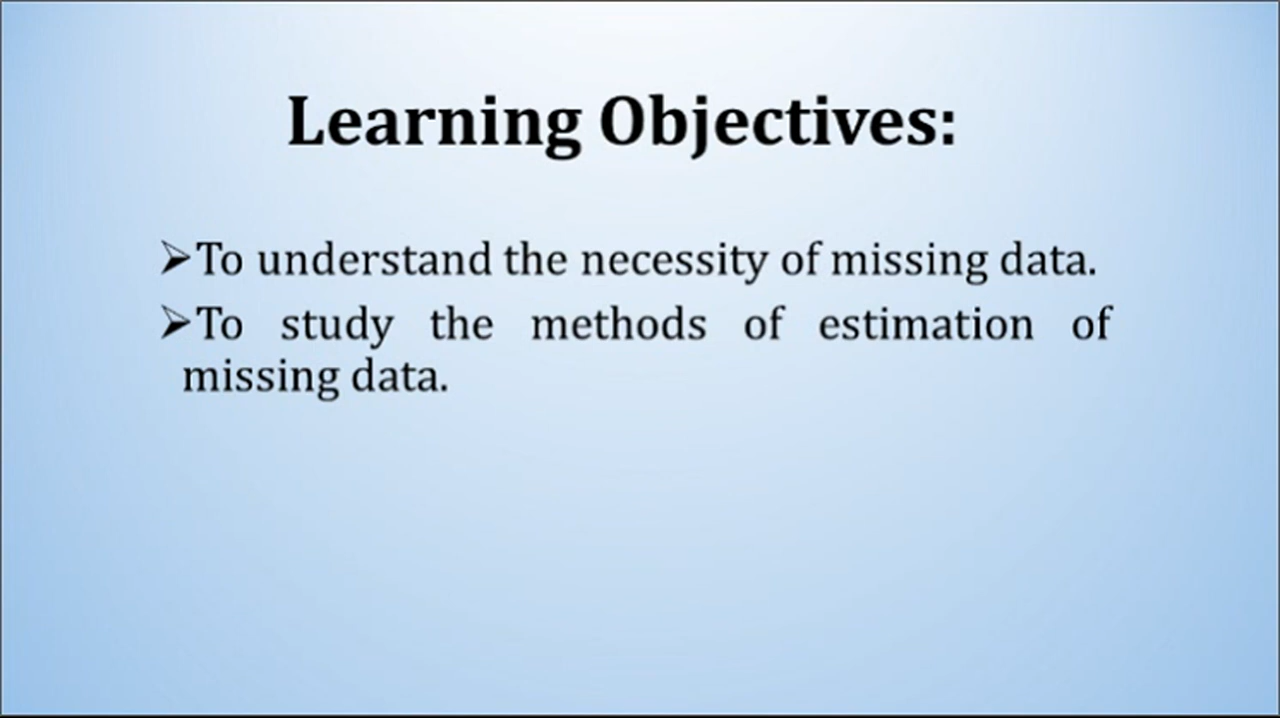 Learning Objectives:
➢To understand the necessity of missing data.
➢To study the methods of estimation of
missing data.